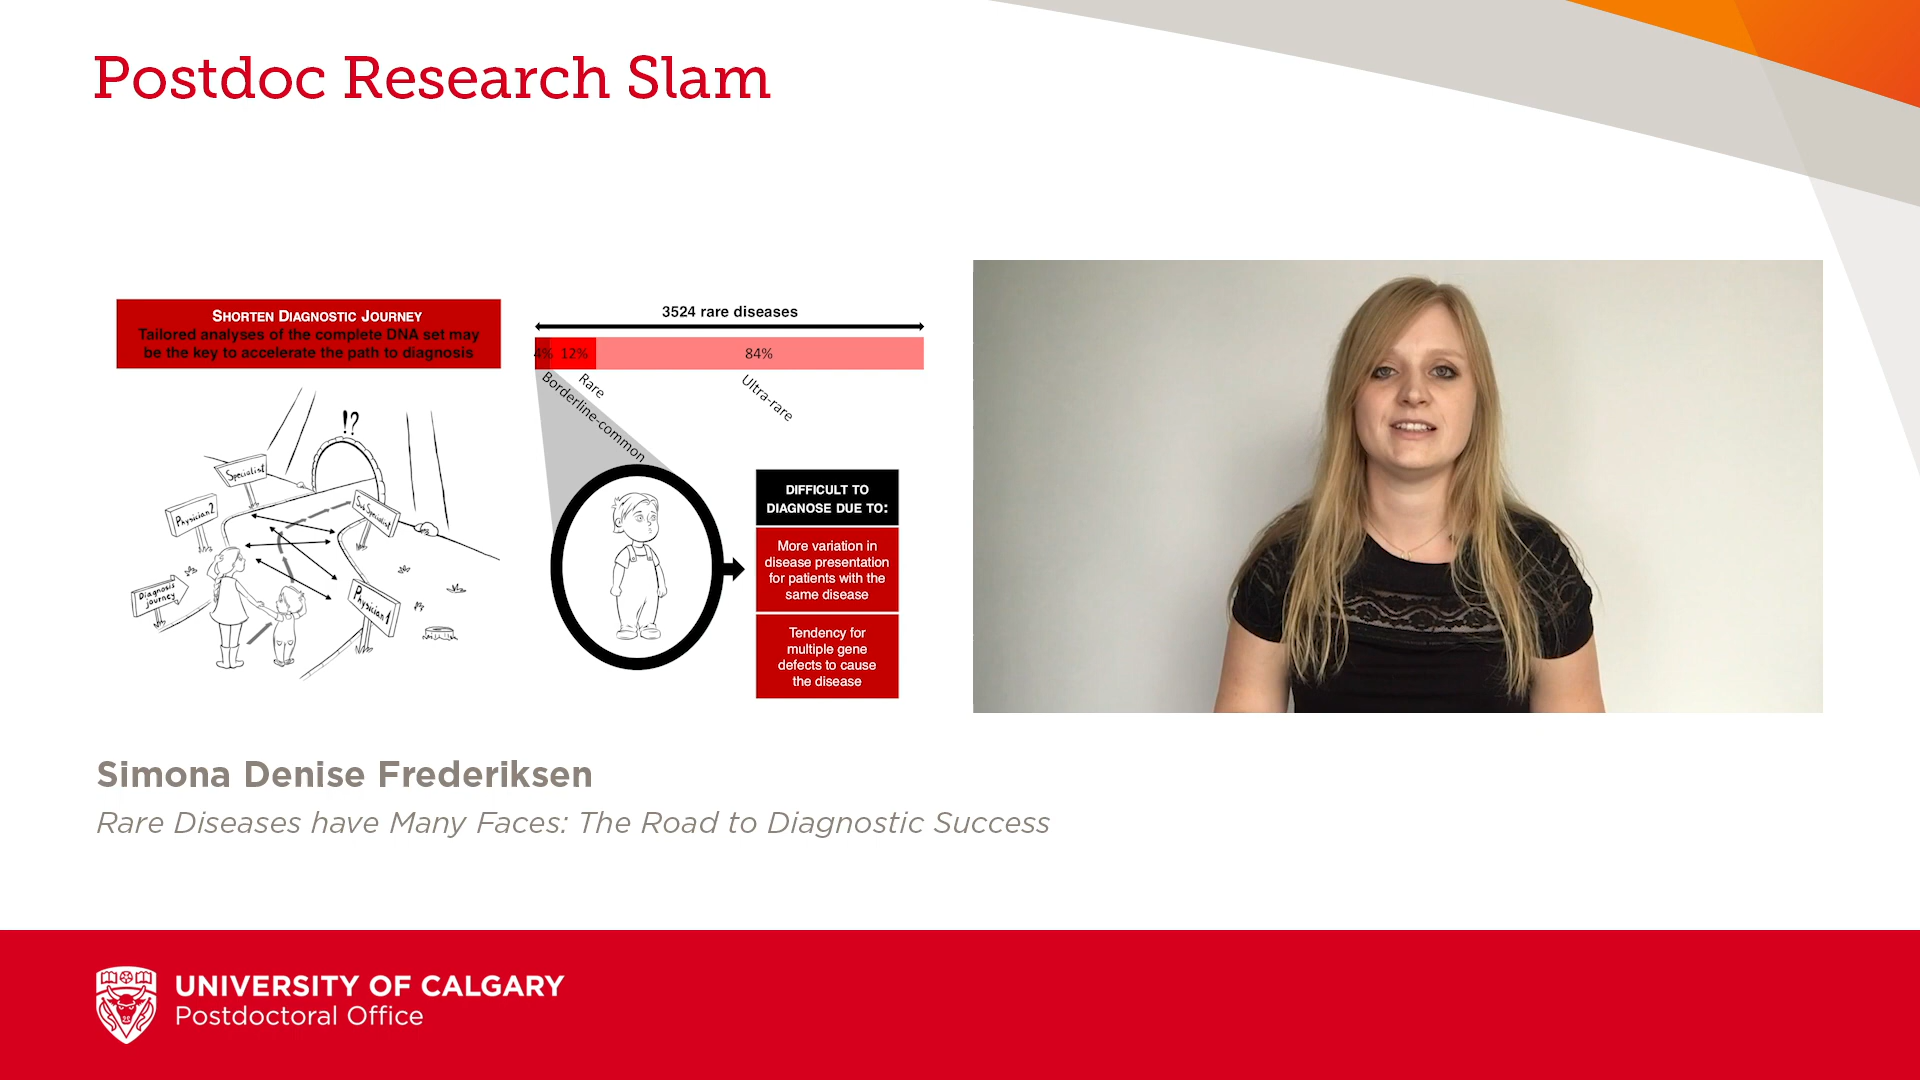 Postdoc Research Slam
SHORTEN DIAGNOSTIC JOURNEY
Tailored analyses of the complete DNA set may
be the key to accelerate the path to diagnosis
!?
Specialist
Physician2
Sub Specialist
Diagnosis
journey
Physician1
3524 rare diseases
4% 12% 84%
Borderline-common
Rare
Ultra-rare
DIFFICULT TO
DIAGNOSE DUE TO:
More variation in
disease presentation
for patients with the
same disease
Tendency for
multiple gene
defects to cause
the disease
Simona Denise Frederiksen
Rare Diseases have Many Faces: The Road to Diagnostic Success
UNIVERSITY OF CALGARY
Postdoctoral Office